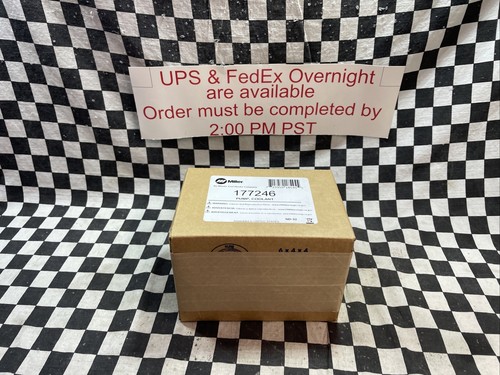 UPS & FedEx Overnight
are available
Order must be completed by
2:00 PM PST
Miller
177246
PUMP, COOLANT